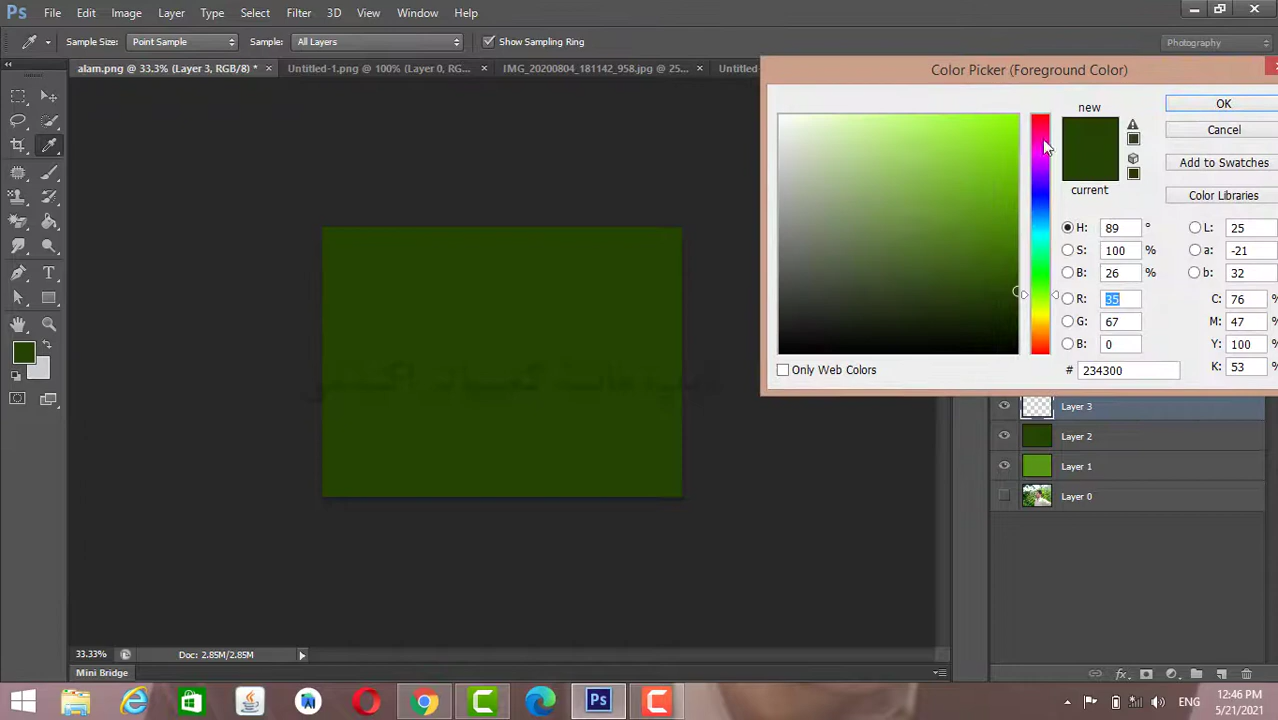 Ps File Edit Image Layer Type Select Filter 3D View Window Help
Sample Size: Point Sample Sample: All Layers Show Sampling Ring Photography
alam.png @ 33.3% (Layer 3, RGB/8) * × Untitled-1.png @ 100% (Layer 0, RG... × IMG_20200804_181142_958.jpg @ 25... × Untitled-
Color Picker (Foreground Color)
new
current
OK
Cancel
Add to Swatches
Color Libraries
H: 89 ° L: 25
S: 100 % a: -21
B: 26 % b: 32
R: 35 C: 76 %
G: 67 M: 47 %
B: 0 Y: 100 %
# 234300 K: 53 %
Only Web Colors
Layer 3
Layer 2
Layer 1
Layer 0
33.33% Doc: 2.85M/2.85M
Mini Bridge
Ps ENG 12:46 PM
5/21/2021